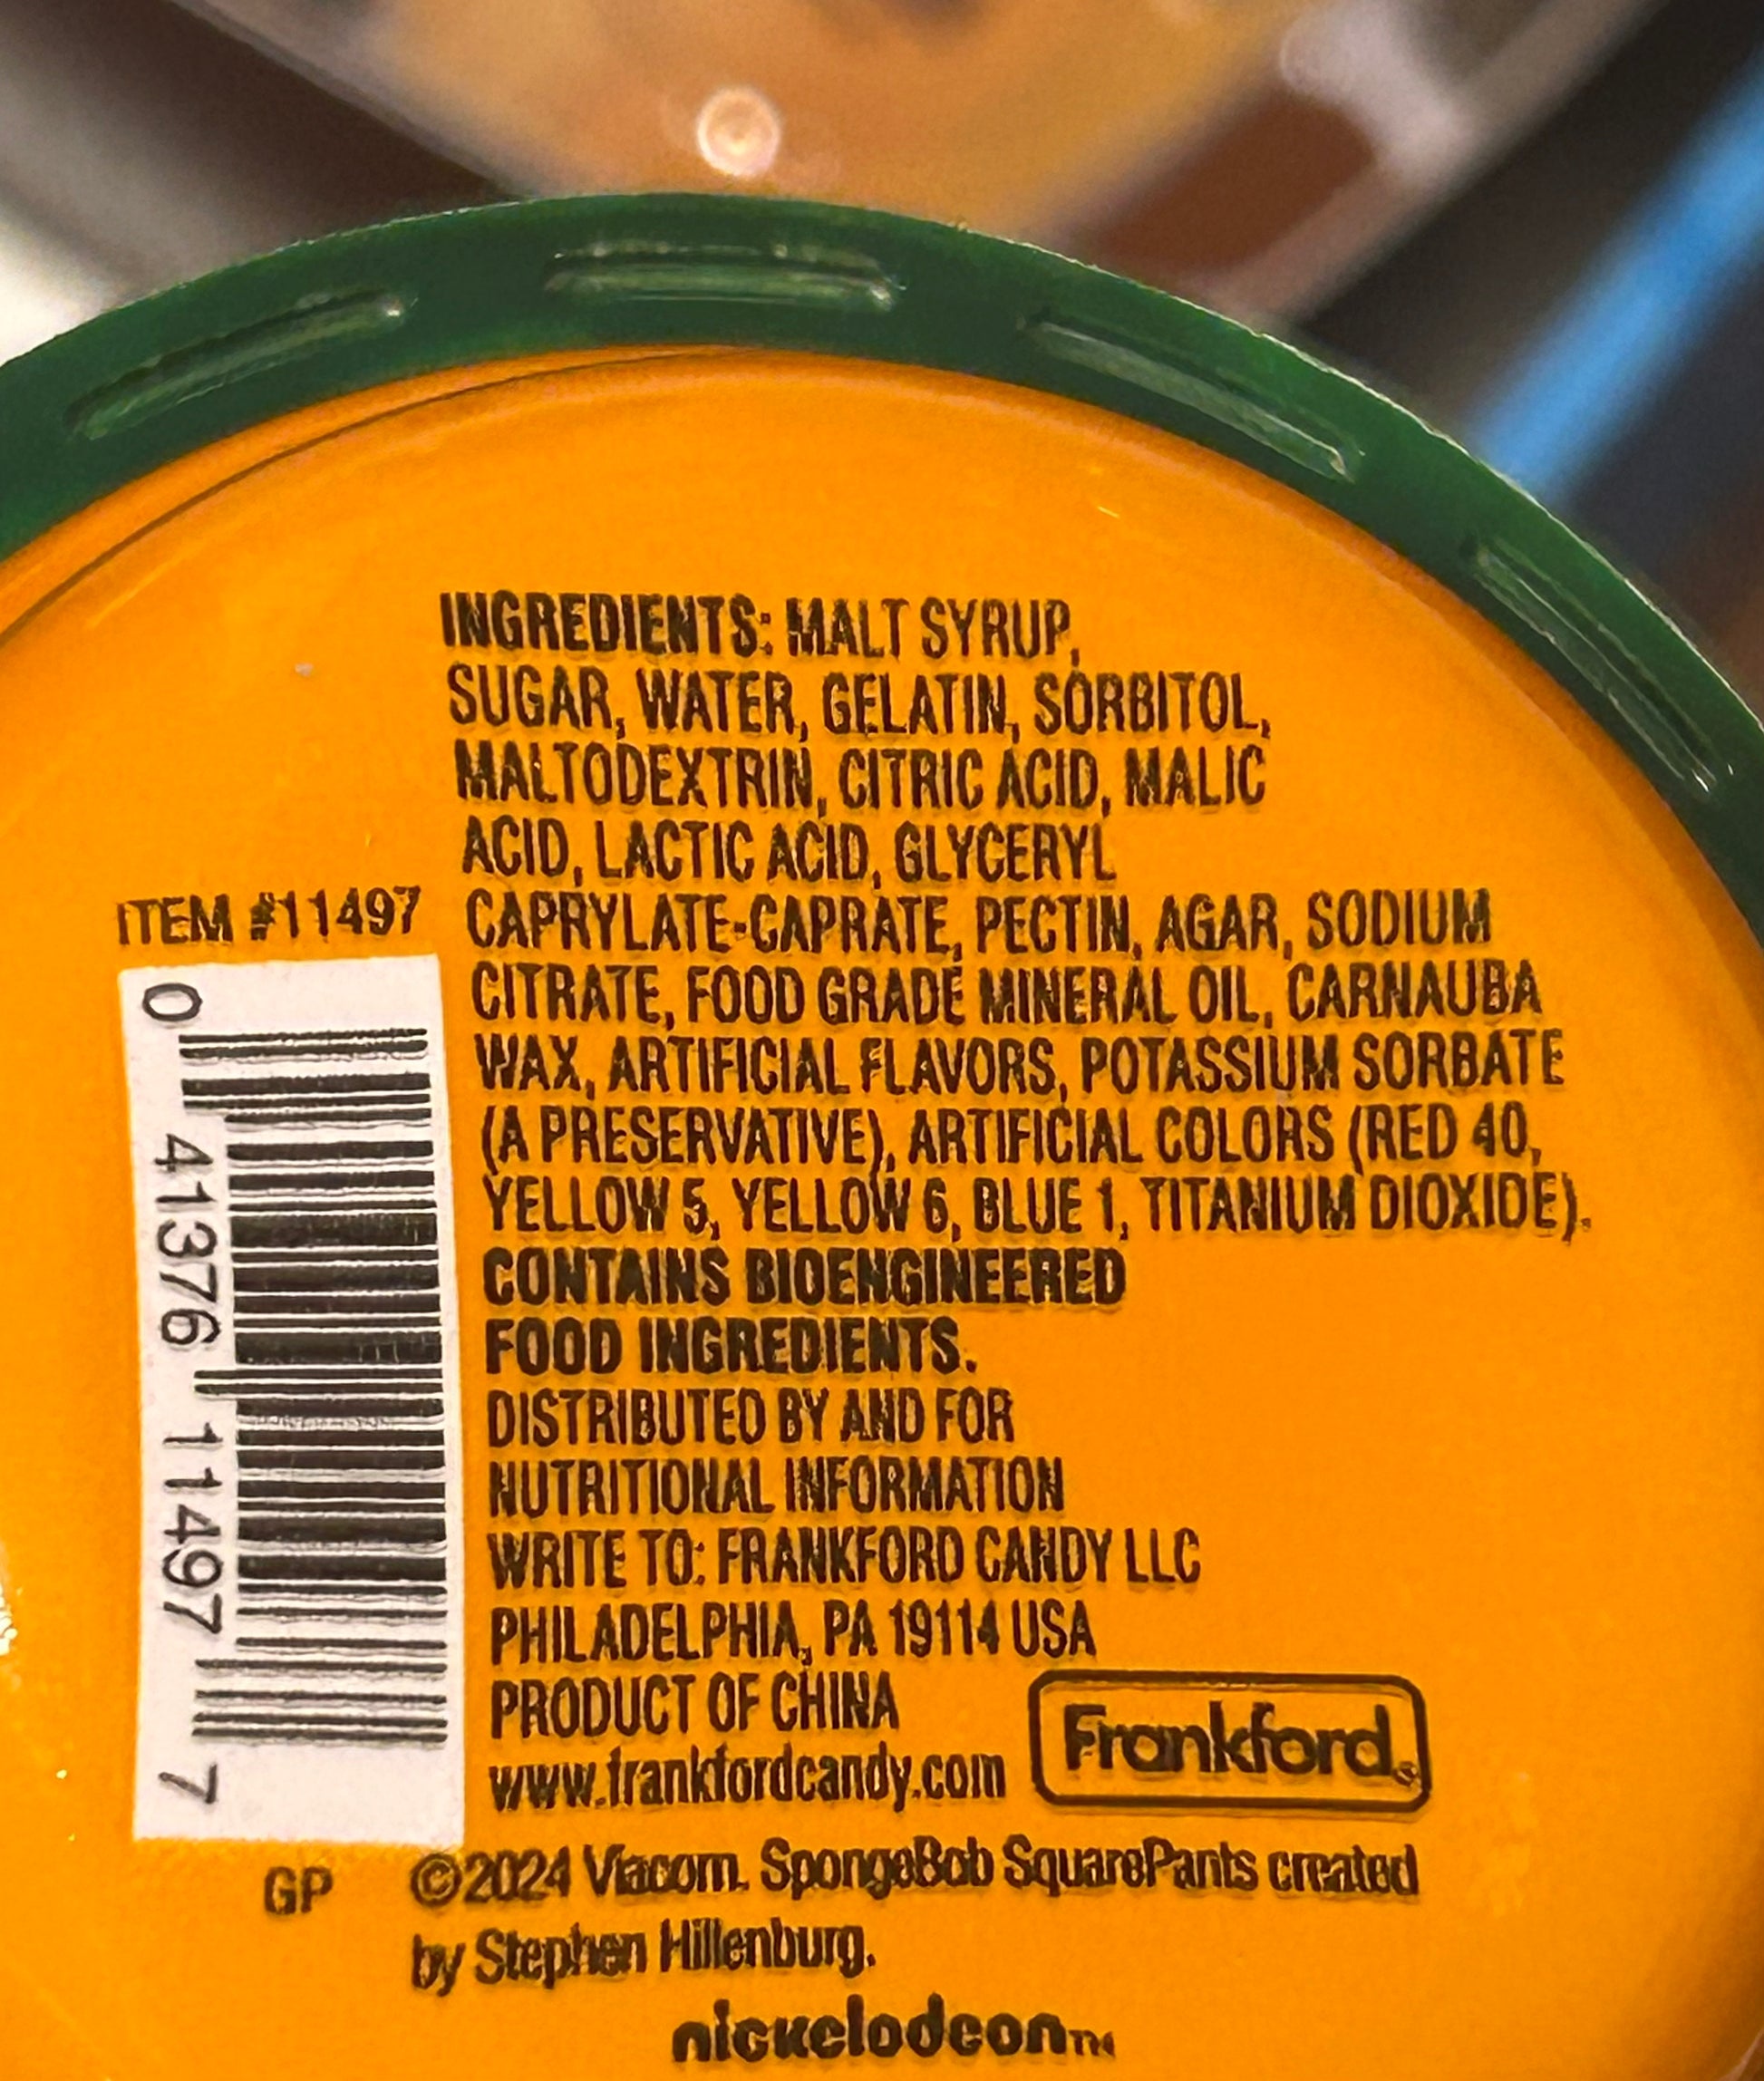 INGREDIENTS: MALT SYRUP,
SUGAR, WATER, GELATIN, SORBITOL,
MALTODEXTRIN, CITRIC ACID, MALIC
ACID, LACTIC ACID, GLYCERYL
CAPRYLATE-CAPRATE, PECTIN, AGAR, SODIUM
CITRATE, FOOD GRADE MINERAL OIL, CARNAUBA
WAX, ARTIFICIAL FLAVORS, POTASSIUM SORBATE
(A PRESERVATIVE), ARTIFICIAL COLORS (RED 40,
YELLOW 5, YELLOW 6, BLUE 1, TITANIUM DIOXIDE).
CONTAINS BIOENGINEERED
FOOD INGREDIENTS.
DISTRIBUTED BY AND FOR
NUTRITIONAL INFORMATION
WRITE TO: FRANKFORD CANDY LLC
PHILADELPHIA, PA 19114 USA
PRODUCT OF CHINA
www.frankfordcandy.com
Frankford®
ITEM #11497
0 41376 11497 7
GP
©2024 Viacom. SpongeBob SquarePants created
by Stephen Hillenburg.
nickelodeon™